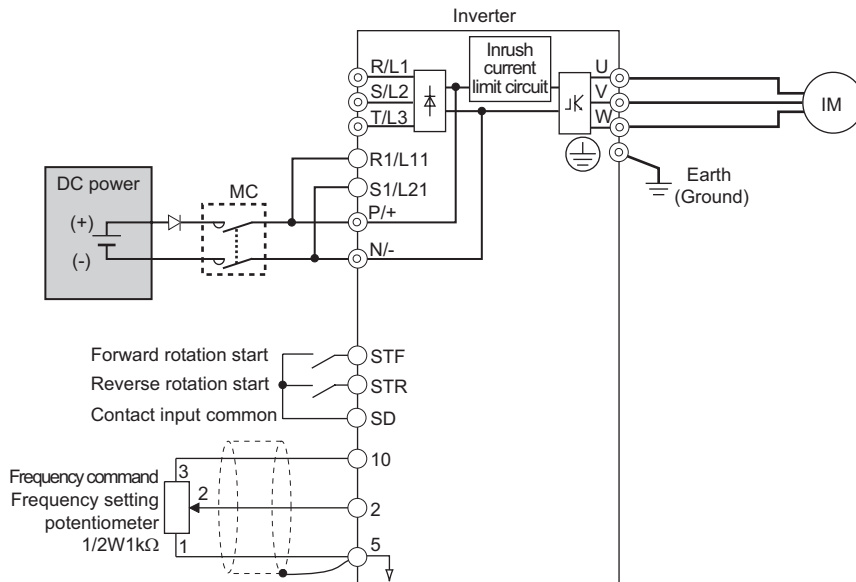 Inverter
R/L1
S/L2
T/L3
Inrush
current
limit circuit
U
V
W
IM
R1/L11
S1/L21
P/+
N/-
Earth
(Ground)
DC power
(+)
(-)
MC
Forward rotation start
STF
Reverse rotation start
STR
Contact input common
SD
Frequency command
Frequency setting
potentiometer
1/2W1kΩ
3
2
1
10
2
5